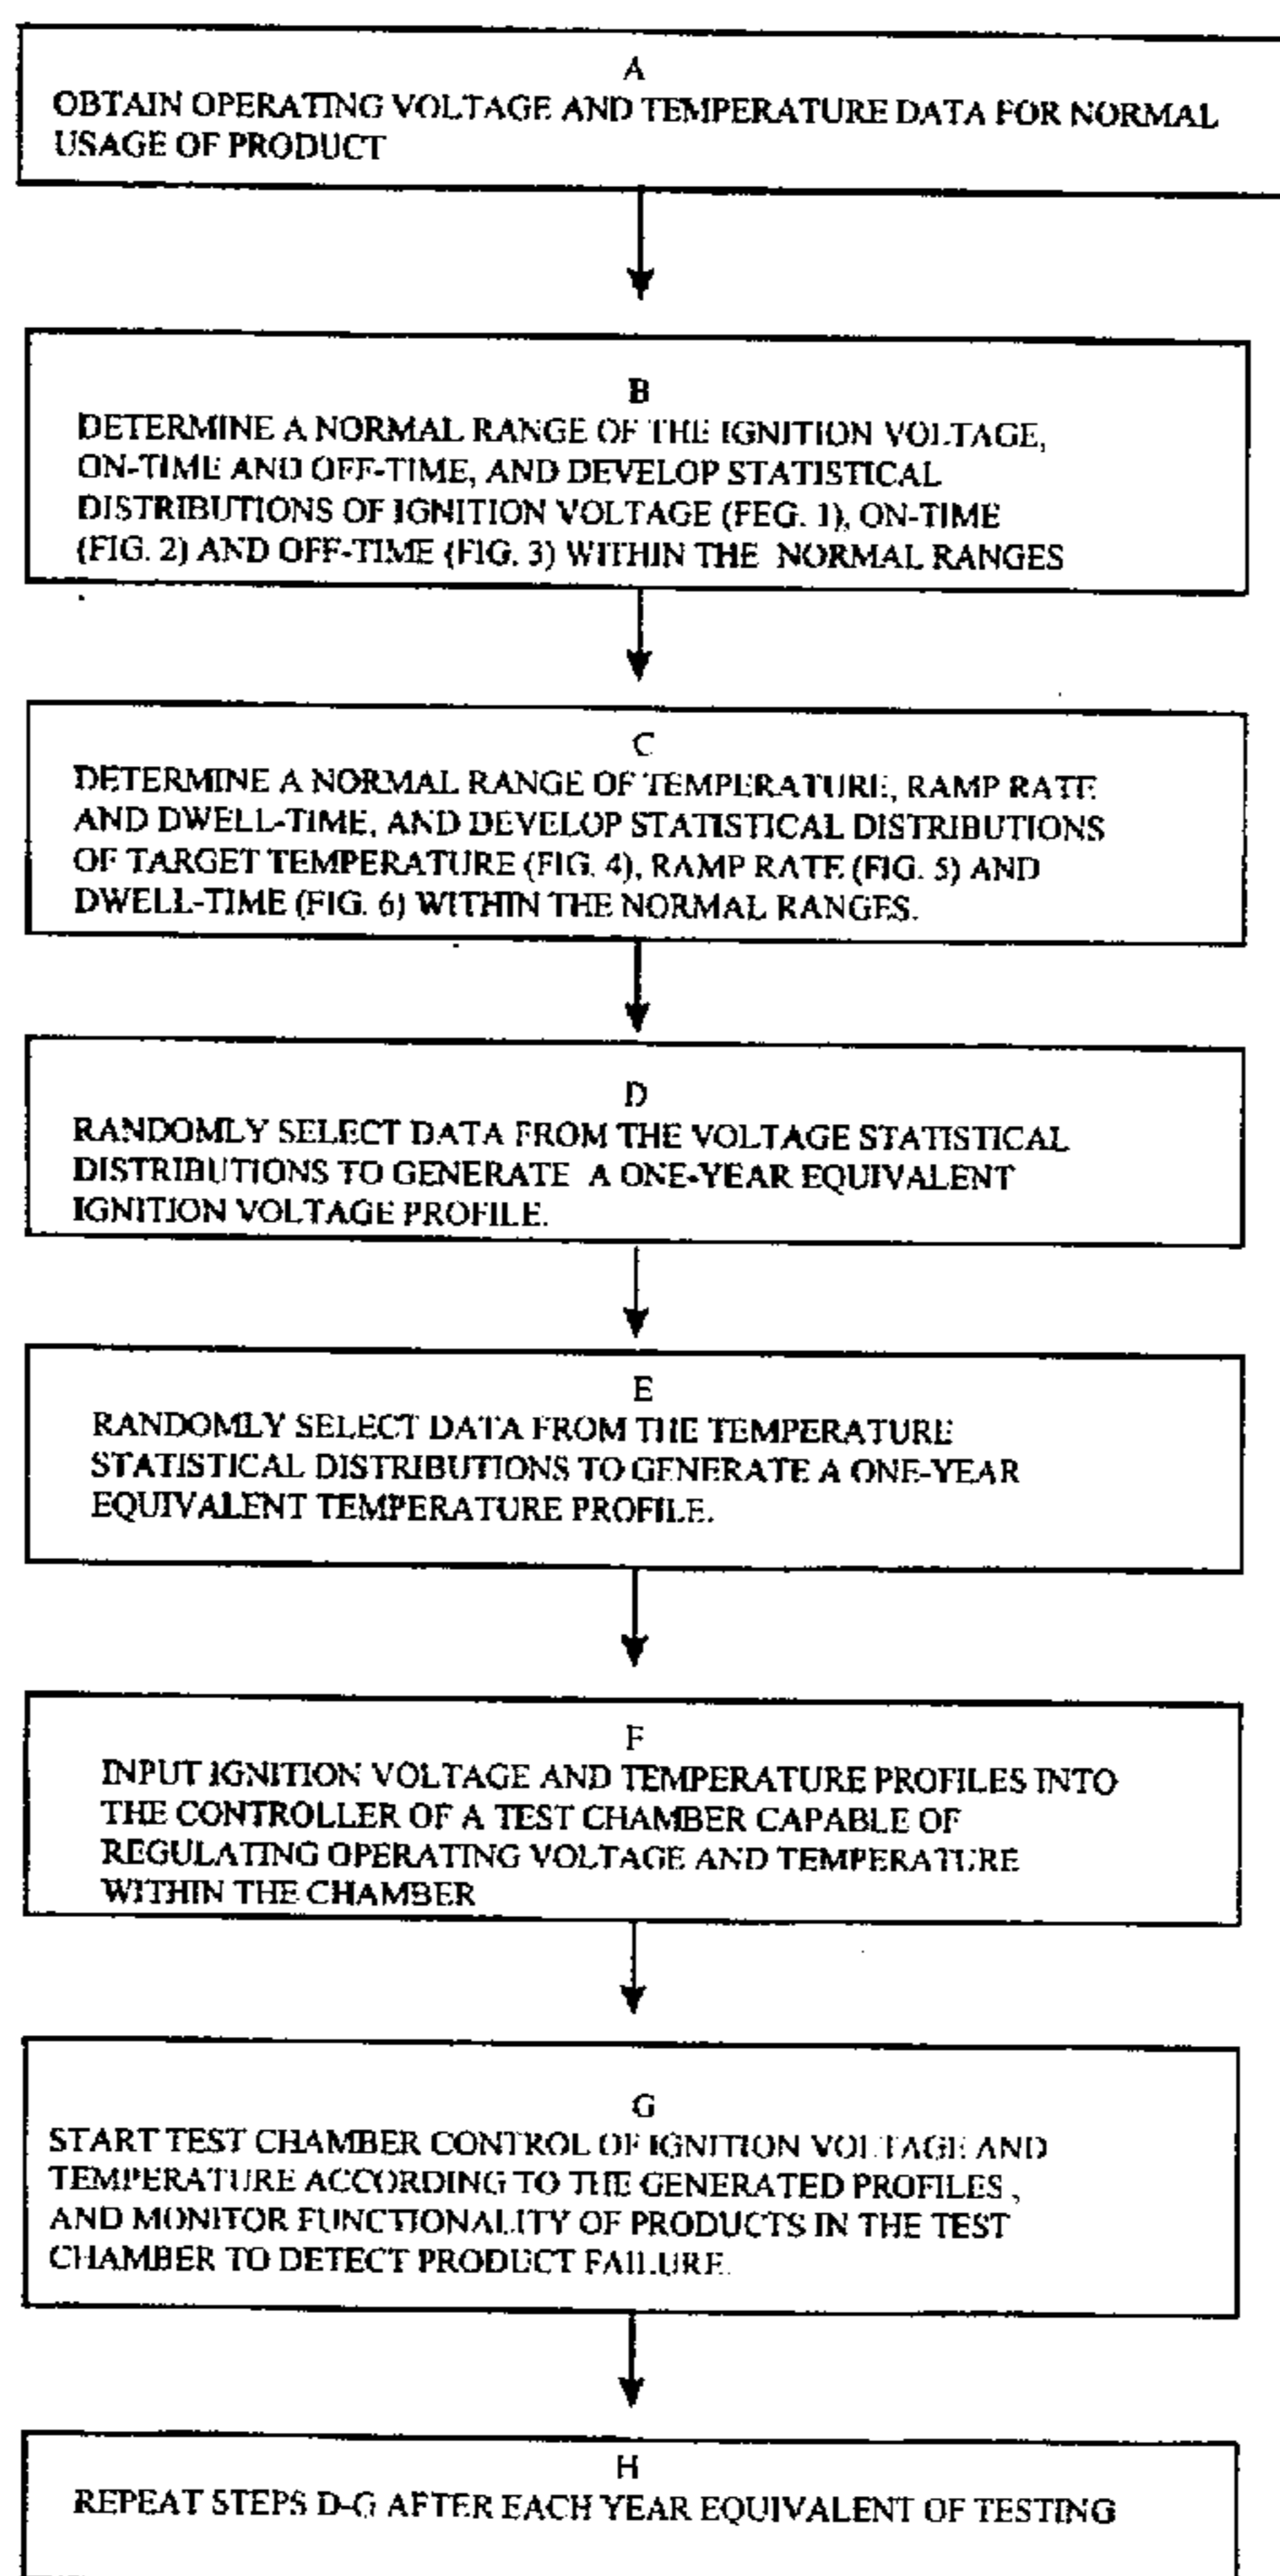 A
OBTAIN OPERATING VOLTAGE AND TEMPERATURE DATA FOR NORMAL
USAGE OF PRODUCT
B
DETERMINE A NORMAL RANGE OF THE IGNITION VOLTAGE,
ON-TIME AND OFF-TIME, AND DEVELOP STATISTICAL
DISTRIBUTIONS OF IGNITION VOLTAGE (FEG. 1), ON-TIME
(FIG. 2) AND OFF-TIME (FIG. 3) WITHIN THE NORMAL RANGES
C
DETERMINE A NORMAL RANGE OF TEMPERATURE, RAMP RATE
AND DWELL-TIME, AND DEVELOP STATISTICAL DISTRIBUTIONS
OF TARGET TEMPERATURE (FIG. 4), RAMP RATE (FIG. 5) AND
DWELL-TIME (FIG. 6) WITHIN THE NORMAL RANGES.
D
RANDOMLY SELECT DATA FROM THE VOLTAGE STATISTICAL
DISTRIBUTIONS TO GENERATE A ONE-YEAR EQUIVALENT
IGNITION VOLTAGE PROFILE.
E
RANDOMLY SELECT DATA FROM THE TEMPERATURE
STATISTICAL DISTRIBUTIONS TO GENERATE A ONE-YEAR
EQUIVALENT TEMPERATURE PROFILE.
F
INPUT IGNITION VOLTAGE AND TEMPERATURE PROFILES INTO
THE CONTROLLER OF A TEST CHAMBER CAPABLE OF
REGULATING OPERATING VOLTAGE AND TEMPERATURE
WITHIN THE CHAMBER
G
START TEST CHAMBER CONTROL OF IGNITION VOLTAGE AND
TEMPERATURE ACCORDING TO THE GENERATED PROFILES ,
AND MONITOR FUNCTIONALITY OF PRODUCTS IN THE TEST
CHAMBER TO DETECT PRODUCT FAILURE.
H
REPEAT STEPS D-G AFTER EACH YEAR EQUIVALENT OF TESTING